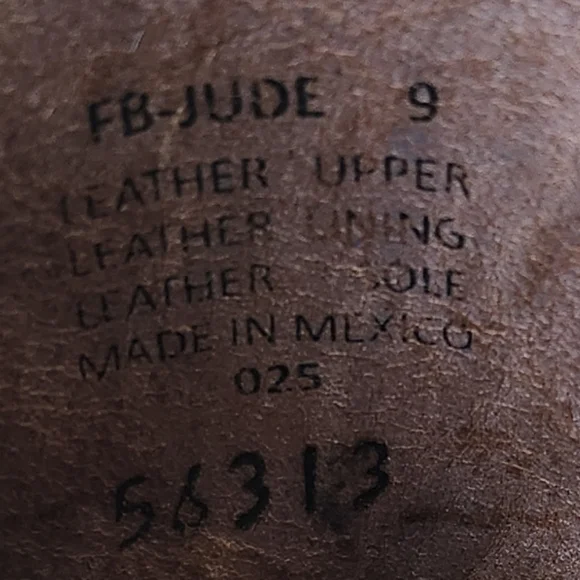 FB-JUDE 9
LEATHER UPPER
LEATHER LINING
LEATHER SOLE
MADE IN MEXICO
025
56313